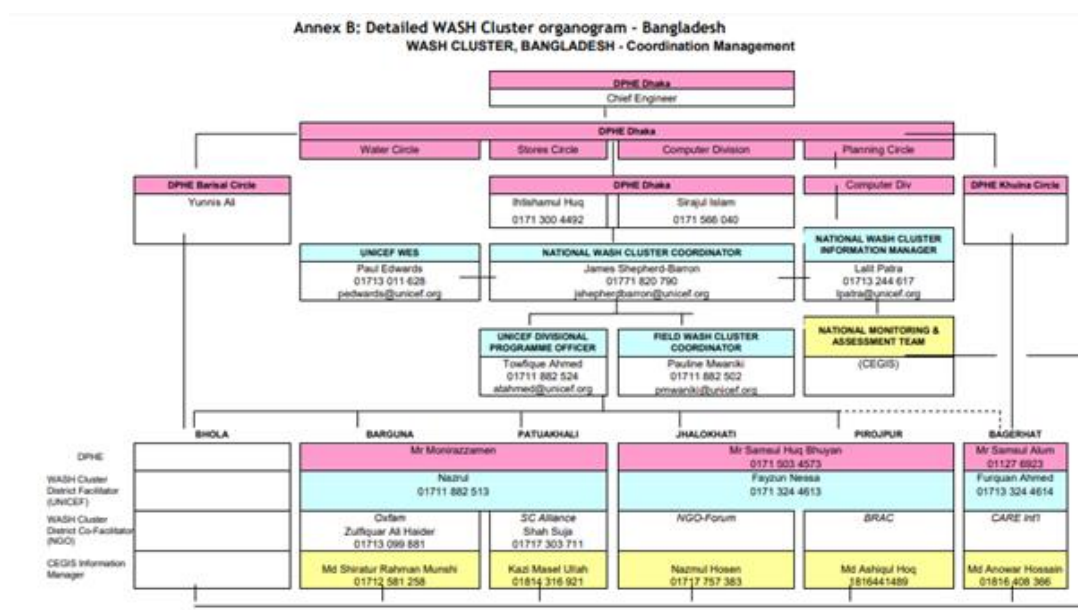 Annex B: Detailed WASH Cluster organogram - Bangladesh
WASH CLUSTER, BANGLADESH - Coordination Management
DPHE Dhaka
Chief Engineer
DPHE Dhaka
Water Circle
Stores Circle
Computer Division
Planning Circle
DPHE Barisal Circle
Yunnis Ali
DPHE Dhaka
Ihtishamul Huq
0171 300 4492
Sirajul Islam
0171 566 040
Computer Div
DPHE Khulna Circle
UNICEF WES
Paul Edwards
01713 011 628
pedwards@unicef.org
NATIONAL WASH CLUSTER COORDINATOR
James Shepherd-Barron
01771 820 790
jshepherdbarron@unicef.org
NATIONAL WASH CLUSTER
INFORMATION MANAGER
Lalit Patra
01713 244 617
lpatra@unicef.org
UNICEF DIVISIONAL
PROGRAMME OFFICER
Towfique Ahmed
01711 882 524
atahmed@unicef.org
FIELD WASH CLUSTER
COORDINATOR
Pauline Mwaniki
01711 882 502
pmwaniki@unicef.org
NATIONAL MONITORING &
ASSESSMENT TEAM
(CEGIS)
BHOLA
BARGUNA
PATUAKHALI
JHALOKHATI
PIROJPUR
BAGERHAT
DPHE
Mr Monirazzamen
Mr Samsul Huq Bhuyan
0171 503 4573
Mr Samsul Alum
01127 6923
WASH Cluster
District Facilitator
(UNICEF)
Nazrul
01711 882 513
Fayzun Nessa
0171 324 4613
Furquan Ahmed
01713 324 4614
WASH Cluster
District Co-Facilitator
(NGO)
Oxfam
Zulfiquar Ali Haider
01713 099 881
SC Alliance
Shah Suja
01717 303 711
NGO-Forum
BRAC
CARE Int'l
CEGIS Information
Manager
Md Shiratur Rahman Munshi
01712 581 258
Kazi Masel Ullah
01814 316 921
Nazmul Hosen
01717 757 383
Md Ashiqul Hoq
1816441489
Md Anowar Hossain
01816 408 366